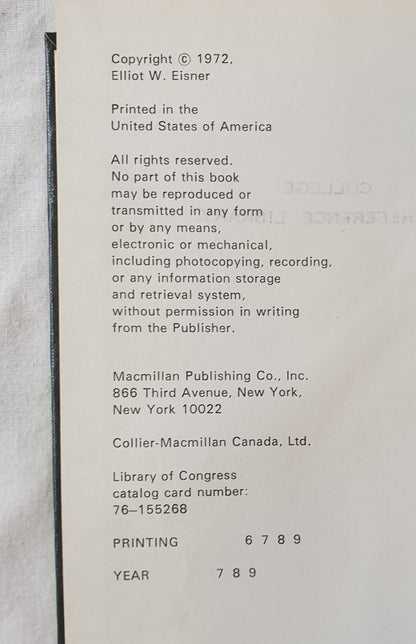 Copyright © 1972,
Elliot W. Eisner
Printed in the
United States of America
All rights reserved.
No part of this book
may be reproduced or
transmitted in any form
or by any means,
electronic or mechanical,
including photocopying, recording,
or any information storage
and retrieval system,
without permission in writing
from the Publisher.
Macmillan Publishing Co., Inc.
866 Third Avenue, New York,
New York 10022
Collier-Macmillan Canada, Ltd.
Library of Congress
catalog card number:
76–155268
PRINTING 6 7 8 9
YEAR 7 8 9
COLLEGE
REFERENCE